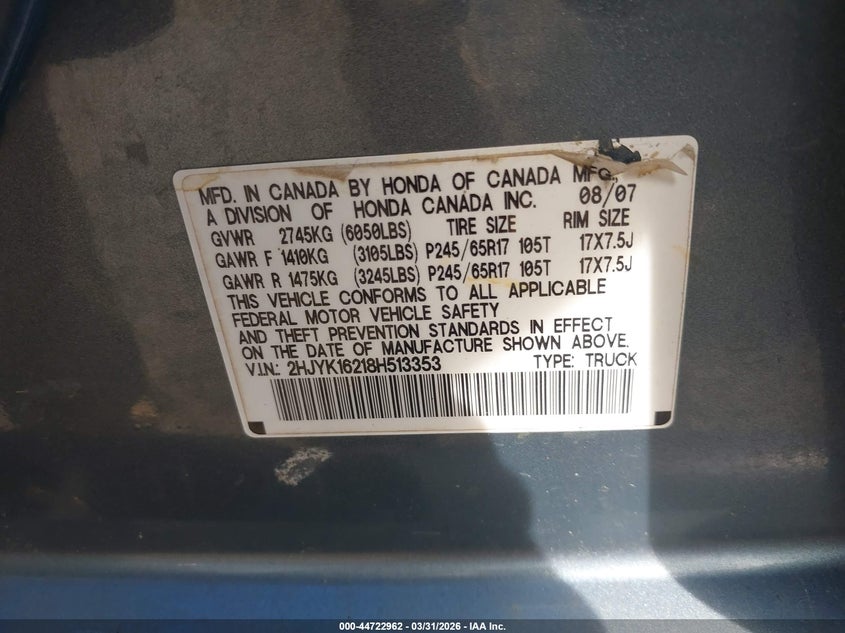 MFD. IN CANADA BY HONDA OF CANADA MFG.,
A DIVISION OF HONDA CANADA INC. 08/07
GVWR 2745KG (6050LBS) TIRE SIZE RIM SIZE
GAWR F 1410KG (3105LBS) P245/65R17 105T 17X7.5J
GAWR R 1475KG (3245LBS) P245/65R17 105T 17X7.5J
THIS VEHICLE CONFORMS TO ALL APPLICABLE
FEDERAL MOTOR VEHICLE SAFETY
AND THEFT PREVENTION STANDARDS IN EFFECT
ON THE DATE OF MANUFACTURE SHOWN ABOVE.
V.I.N.: 2HJYK16218H513353 TYPE: TRUCK
000-44722962 - 03/31/2026 - IAA Inc.